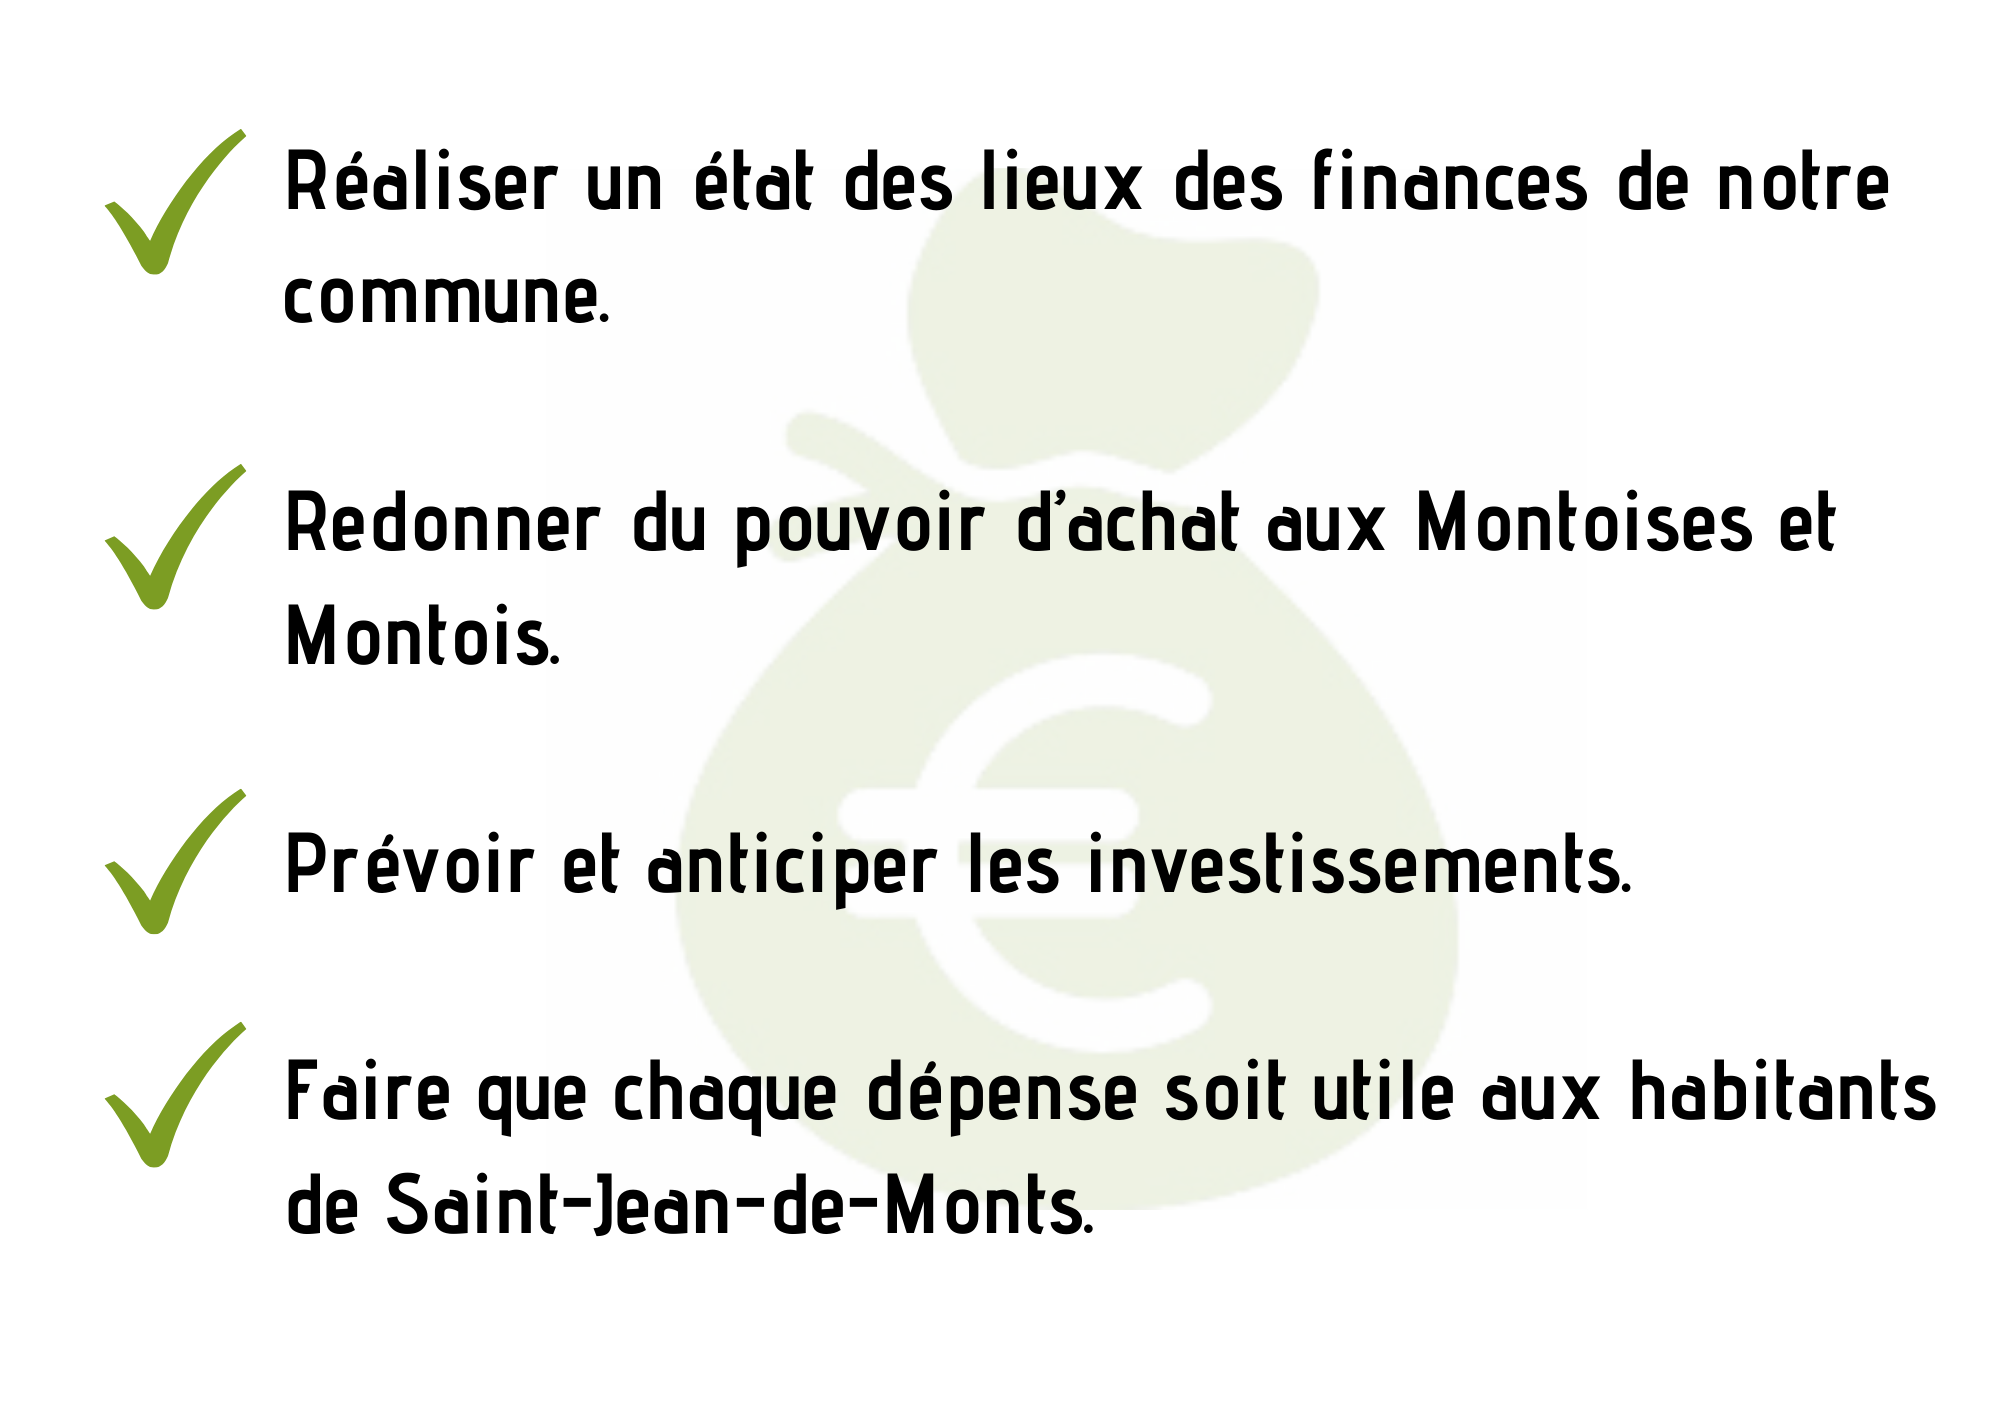 Réaliser un état des lieux des finances de notre
commune.
Redonner du pouvoir d'achat aux Montoises et
Montois.
Prévoir et anticiper les investissements.
Faire que chaque dépense soit utile aux habitants
de Saint-Jean-de-Monts.